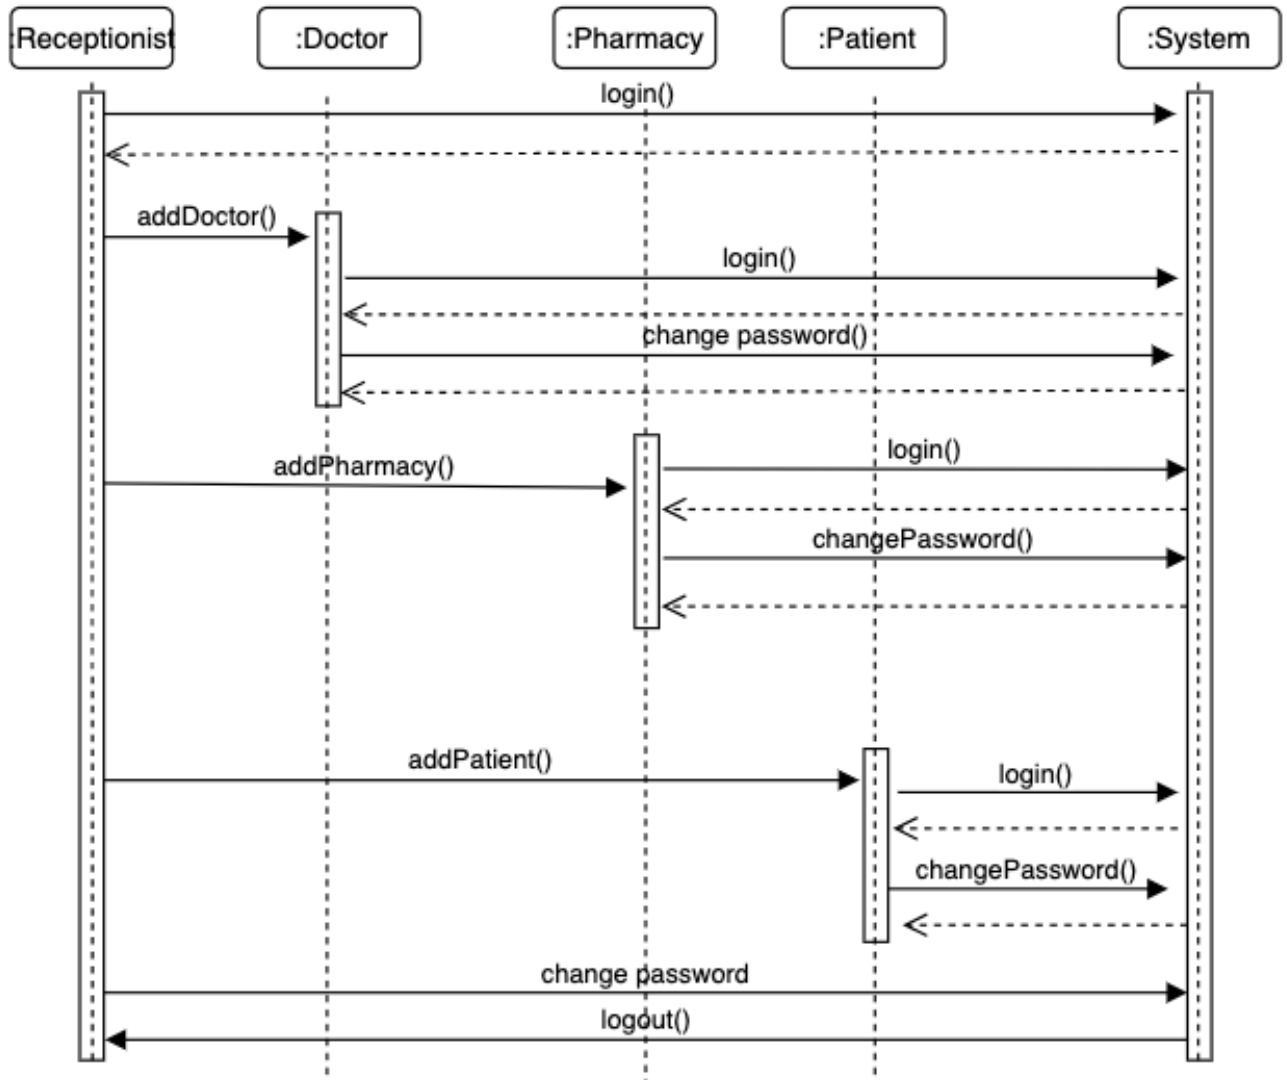 :Receptionist
:Doctor
:Pharmacy
:Patient
:System
login()
addDoctor()
login()
change password()
login()
addPharmacy()
changePassword()
addPatient()
login()
changePassword()
change password
logout()